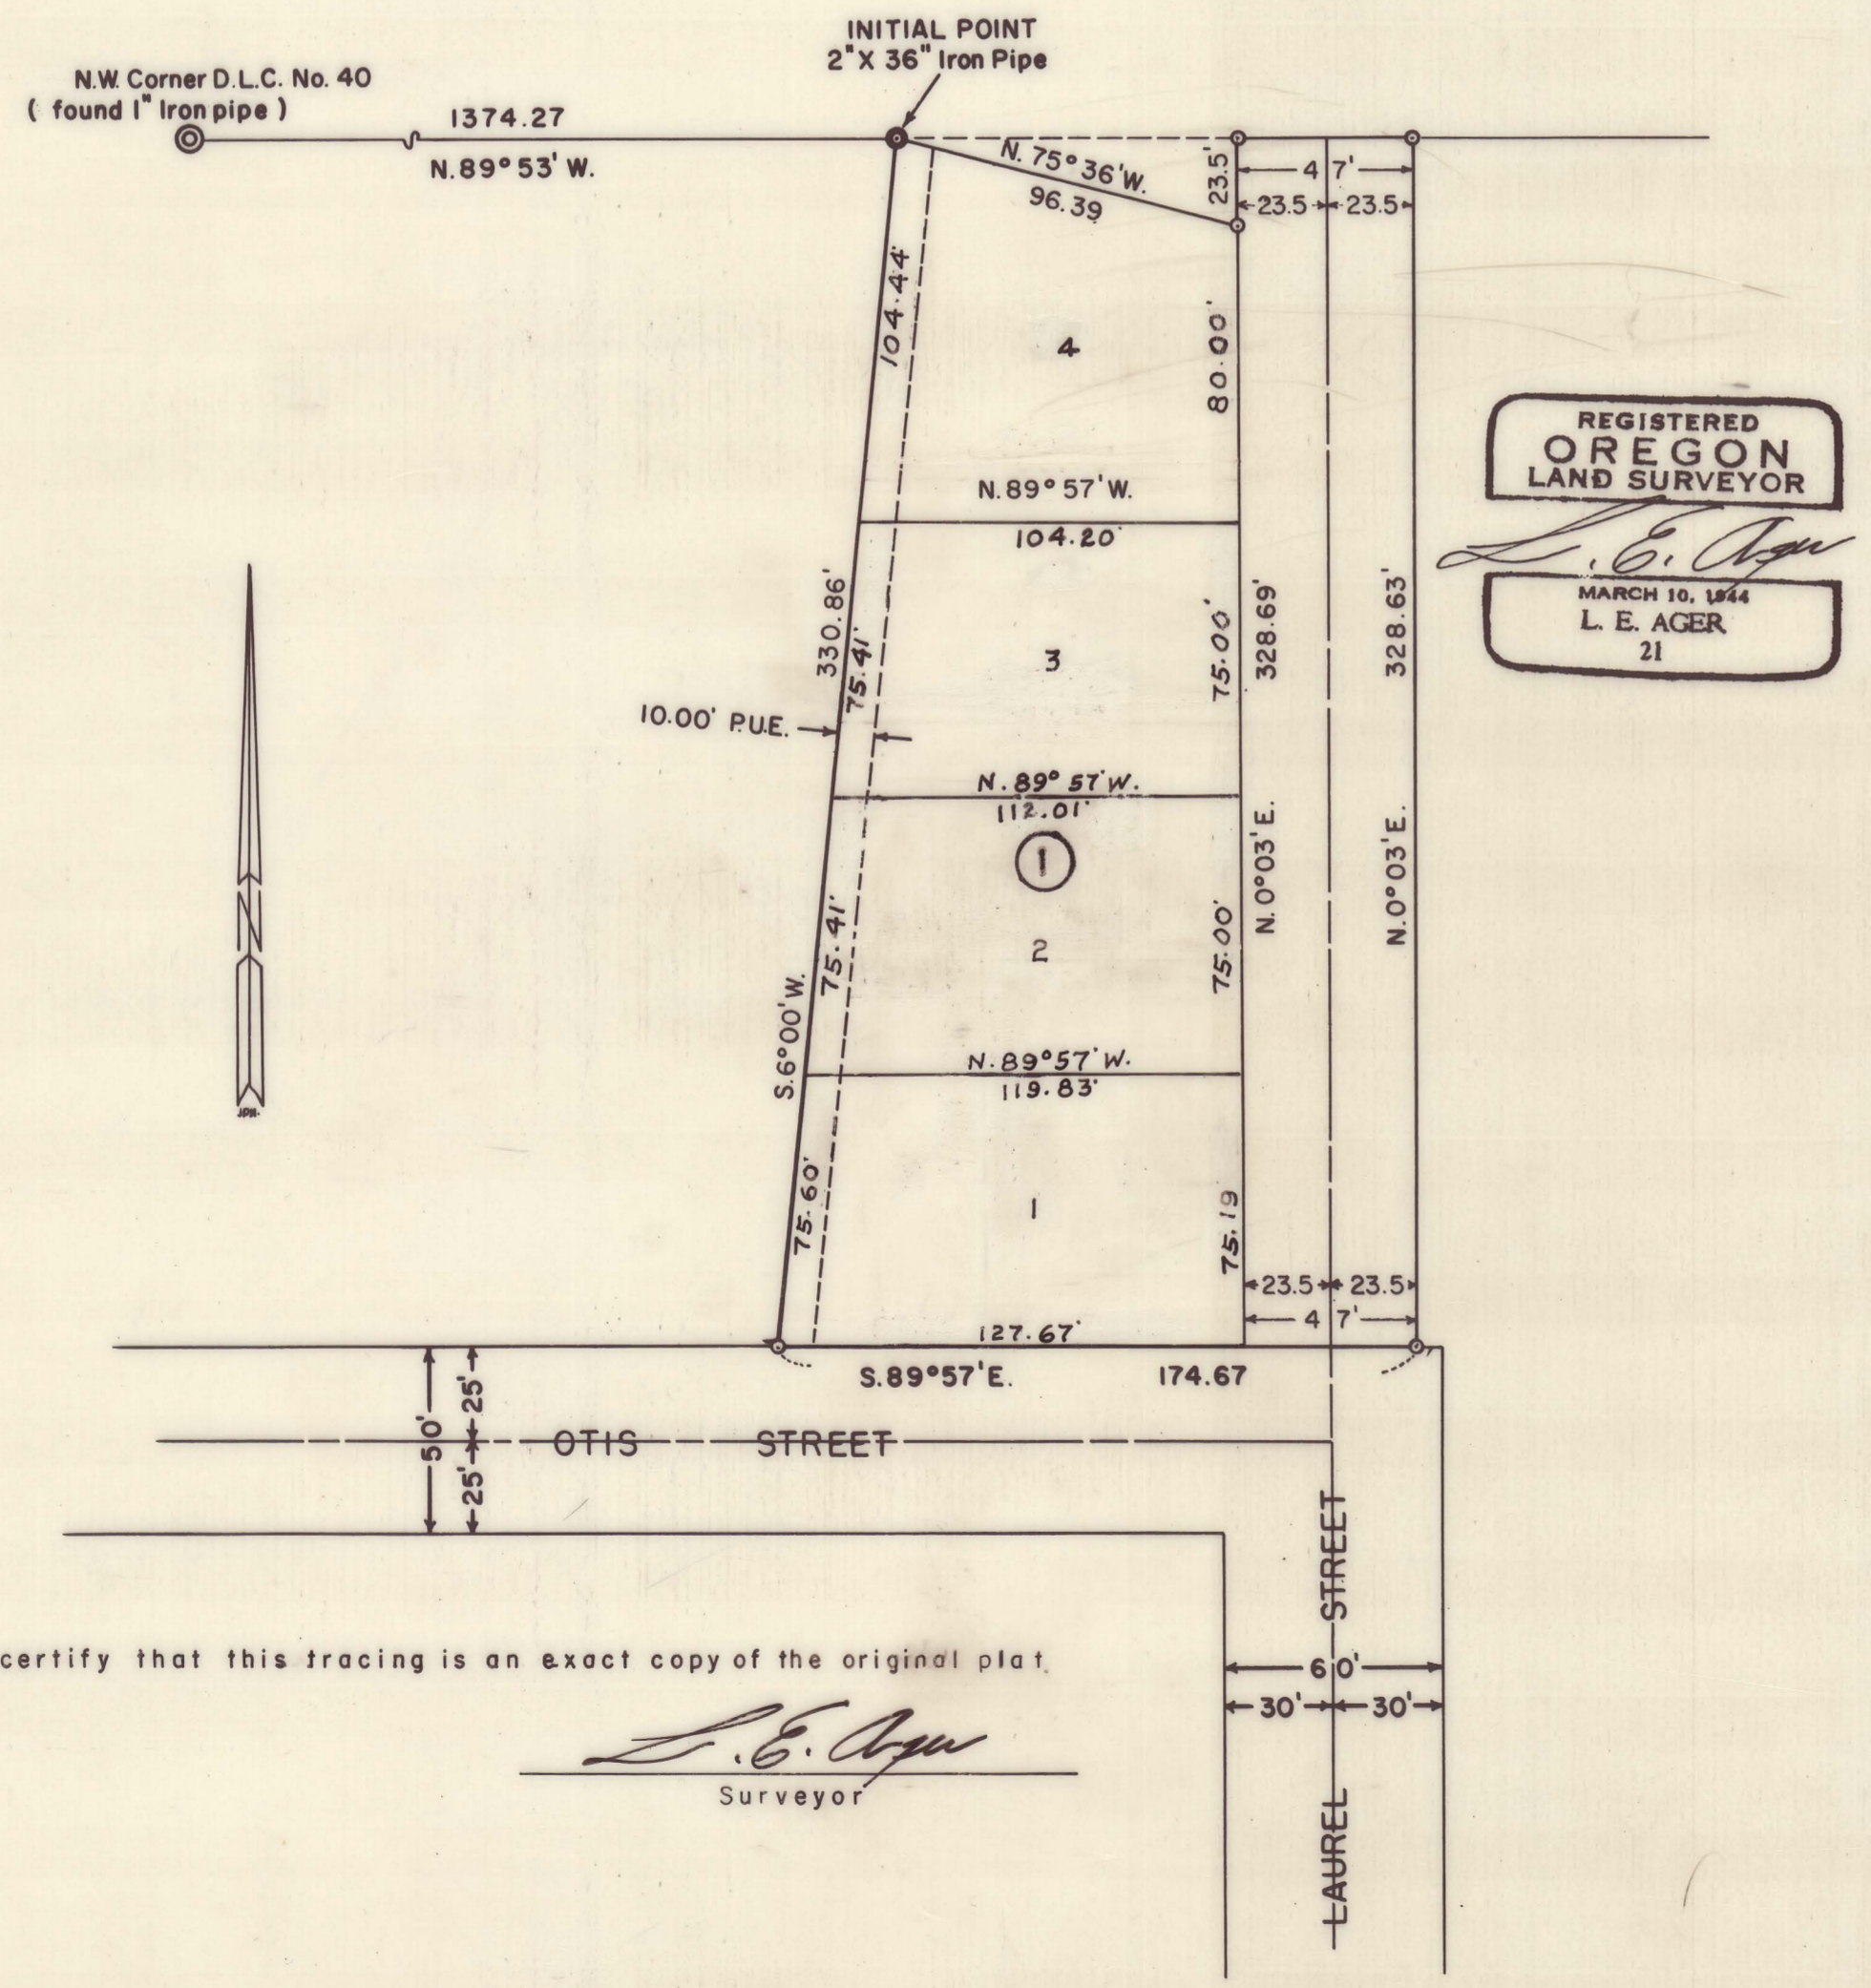 INITIAL POINT
2" X 36" Iron Pipe
N.W. Corner D.L.C. No. 40
( found 1" Iron pipe )
1374.27
N.89°53'W.
N. 75°36'W.
96.39
23.5'
47'
23.5 23.5
104.44'
4
80.00'
REGISTERED
OREGON
LAND SURVEYOR
L. E. Ager
MARCH 10, 1944
L. E. AGER
21
N.89°57'W.
104.20'
330.86'
75.41'
3
75.00'
328.69'
328.63'
10.00' P.U.E.
N.89°57'W.
112.01'
1
N.0°03'E.
N.0°03'E.
N
75.41'
2
75.00'
S.6°00'W.
N.89°57'W.
119.83'
J.D.H.
75.60'
1
75.19
23.5 23.5
47'
127.67'
S.89°57'E. 174.67
50'
25'
25'
OTIS STREET
LAUREL STREET
60'
30' 30'
certify that this tracing is an exact copy of the original plat.
L. E. Ager
Surveyor